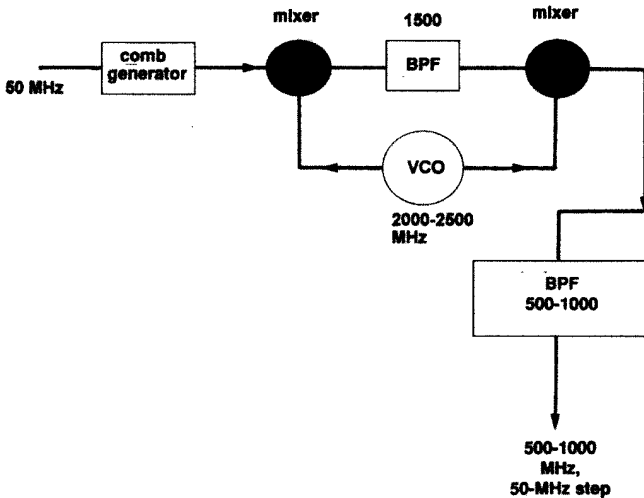 mixer
1500
mixer
comb
generator
BPF
50 MHz
VCO
2000-2500
MHz
BPF
500-1000
500-1000
MHz,
50-MHz step